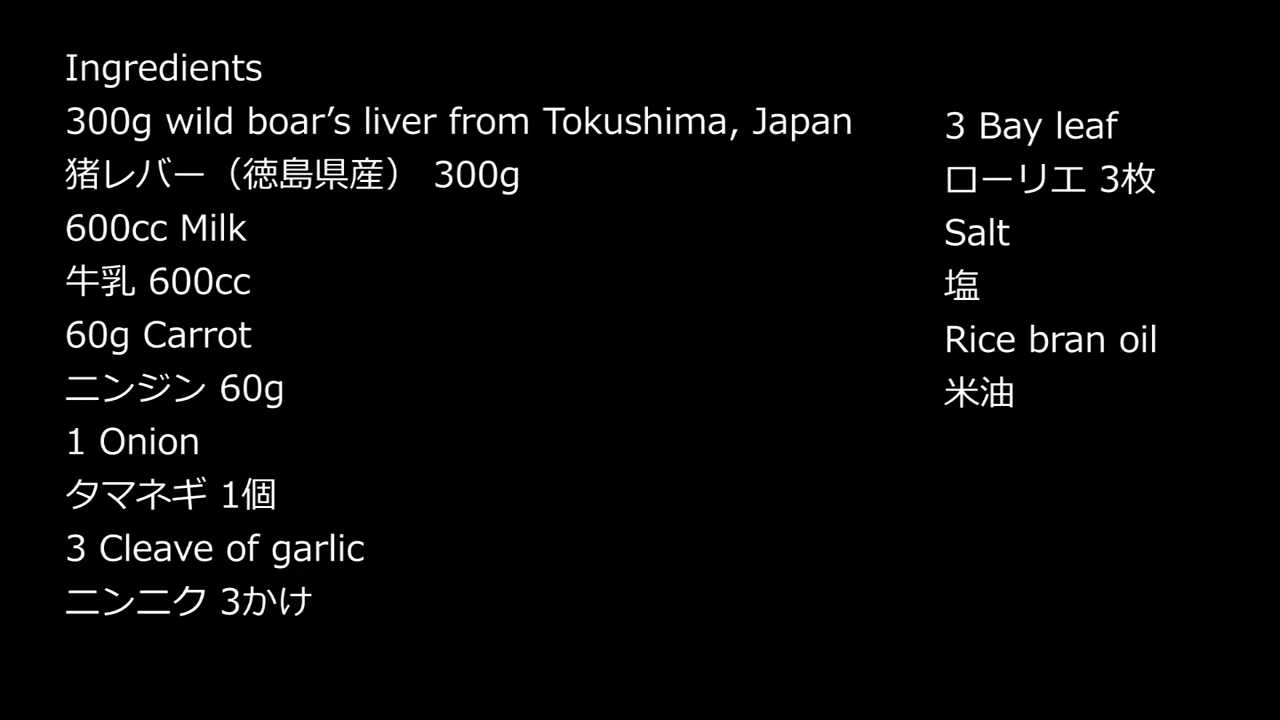 Ingredients
300g wild boar’s liver from Tokushima, Japan
猪レバー（徳島県産） 300g
600cc Milk
牛乳 600cc
60g Carrot
ニンジン 60g
1 Onion
タマネギ 1個
3 Cleave of garlic
ニンニク 3かけ
3 Bay leaf
ローリエ 3枚
Salt
塩
Rice bran oil
米油